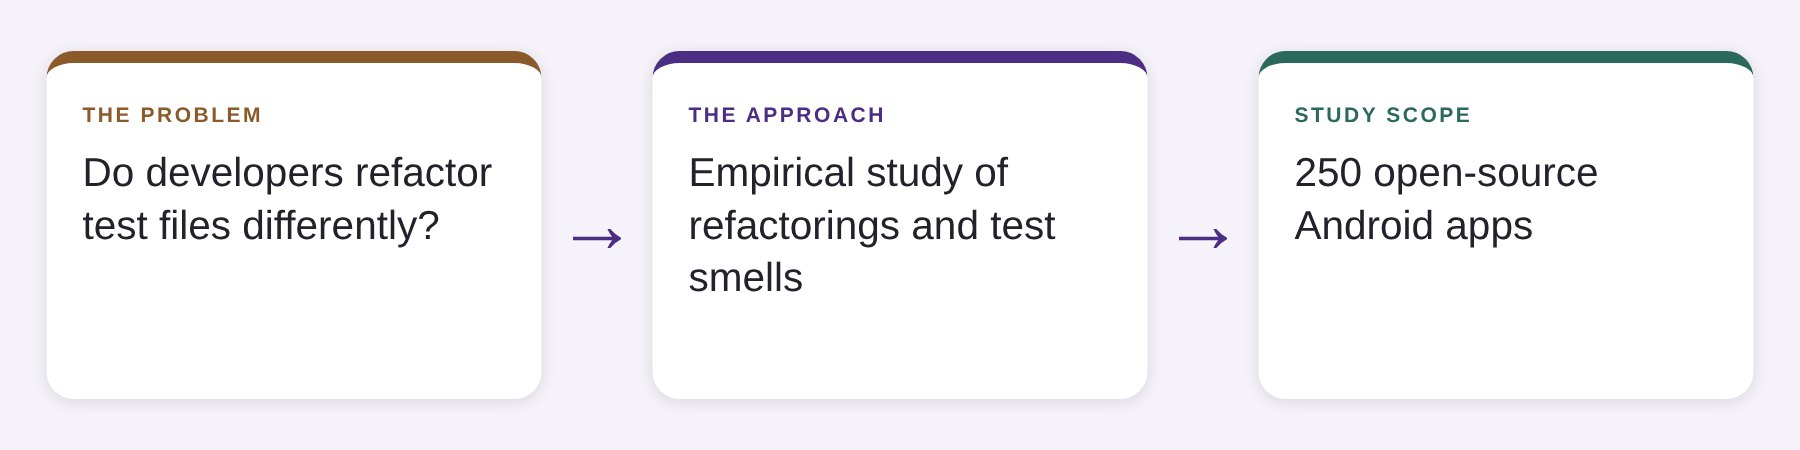 THE PROBLEM
Do developers refactor
test files differently?
→
THE APPROACH
Empirical study of
refactorings and test
smells
→
STUDY SCOPE
250 open-source
Android apps